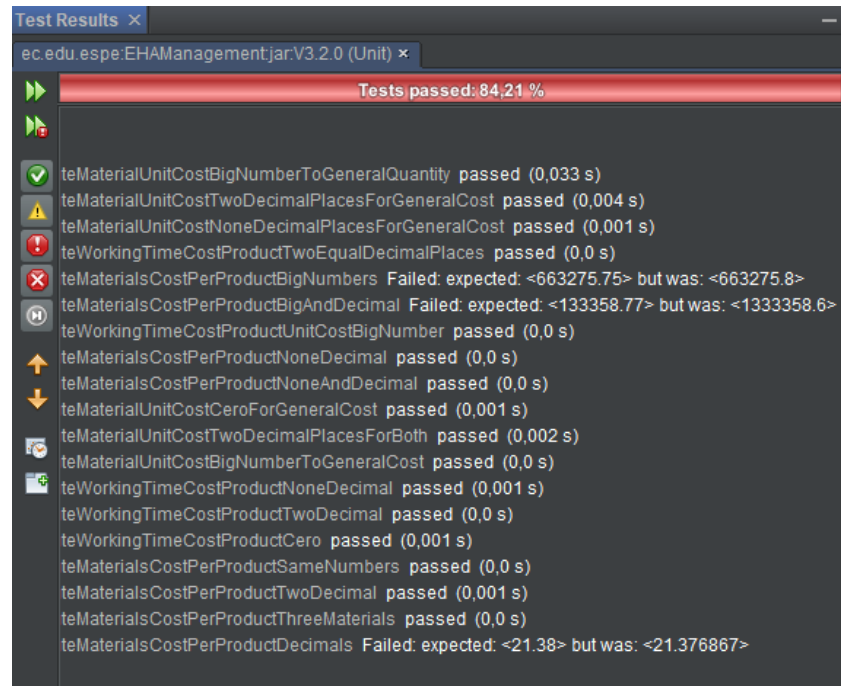 Test Results ×
ec.edu.espe:EHAManagement:jar:V3.2.0 (Unit) ×
Tests passed: 84,21 %
teMaterialUnitCostBigNumberToGeneralQuantity passed (0,033 s)
teMaterialUnitCostTwoDecimalPlacesForGeneralCost passed (0,004 s)
teMaterialUnitCostNoneDecimalPlacesForGeneralCost passed (0,001 s)
teWorkingTimeCostProductTwoEqualDecimalPlaces passed (0,0 s)
teMaterialsCostPerProductBigNumbers Failed: expected: <663275.75> but was: <663275.8>
teMaterialsCostPerProductBigAndDecimal Failed: expected: <133358.77> but was: <1333358.6>
teWorkingTimeCostProductUnitCostBigNumber passed (0,0 s)
teMaterialsCostPerProductNoneDecimal passed (0,0 s)
teMaterialsCostPerProductNoneAndDecimal passed (0,0 s)
teMaterialUnitCostCeroForGeneralCost passed (0,001 s)
teMaterialUnitCostTwoDecimalPlacesForBoth passed (0,002 s)
teMaterialUnitCostBigNumberToGeneralCost passed (0,0 s)
teWorkingTimeCostProductNoneDecimal passed (0,001 s)
teWorkingTimeCostProductTwoDecimal passed (0,0 s)
teWorkingTimeCostProductCero passed (0,001 s)
teMaterialsCostPerProductSameNumbers passed (0,0 s)
teMaterialsCostPerProductTwoDecimal passed (0,001 s)
teMaterialsCostPerProductThreeMaterials passed (0,0 s)
teMaterialsCostPerProductDecimals Failed: expected: <21.38> but was: <21.376867>